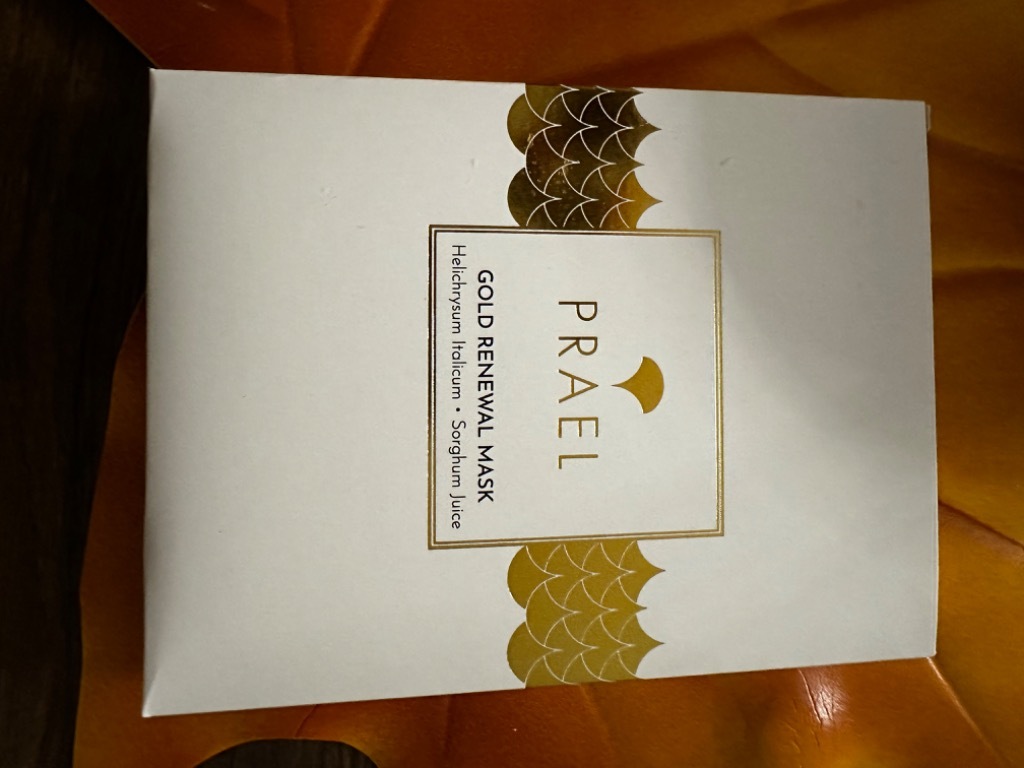 PRAEL
GOLD RENEWAL MASK
Helichrysum Italicum • Sorghum Juice